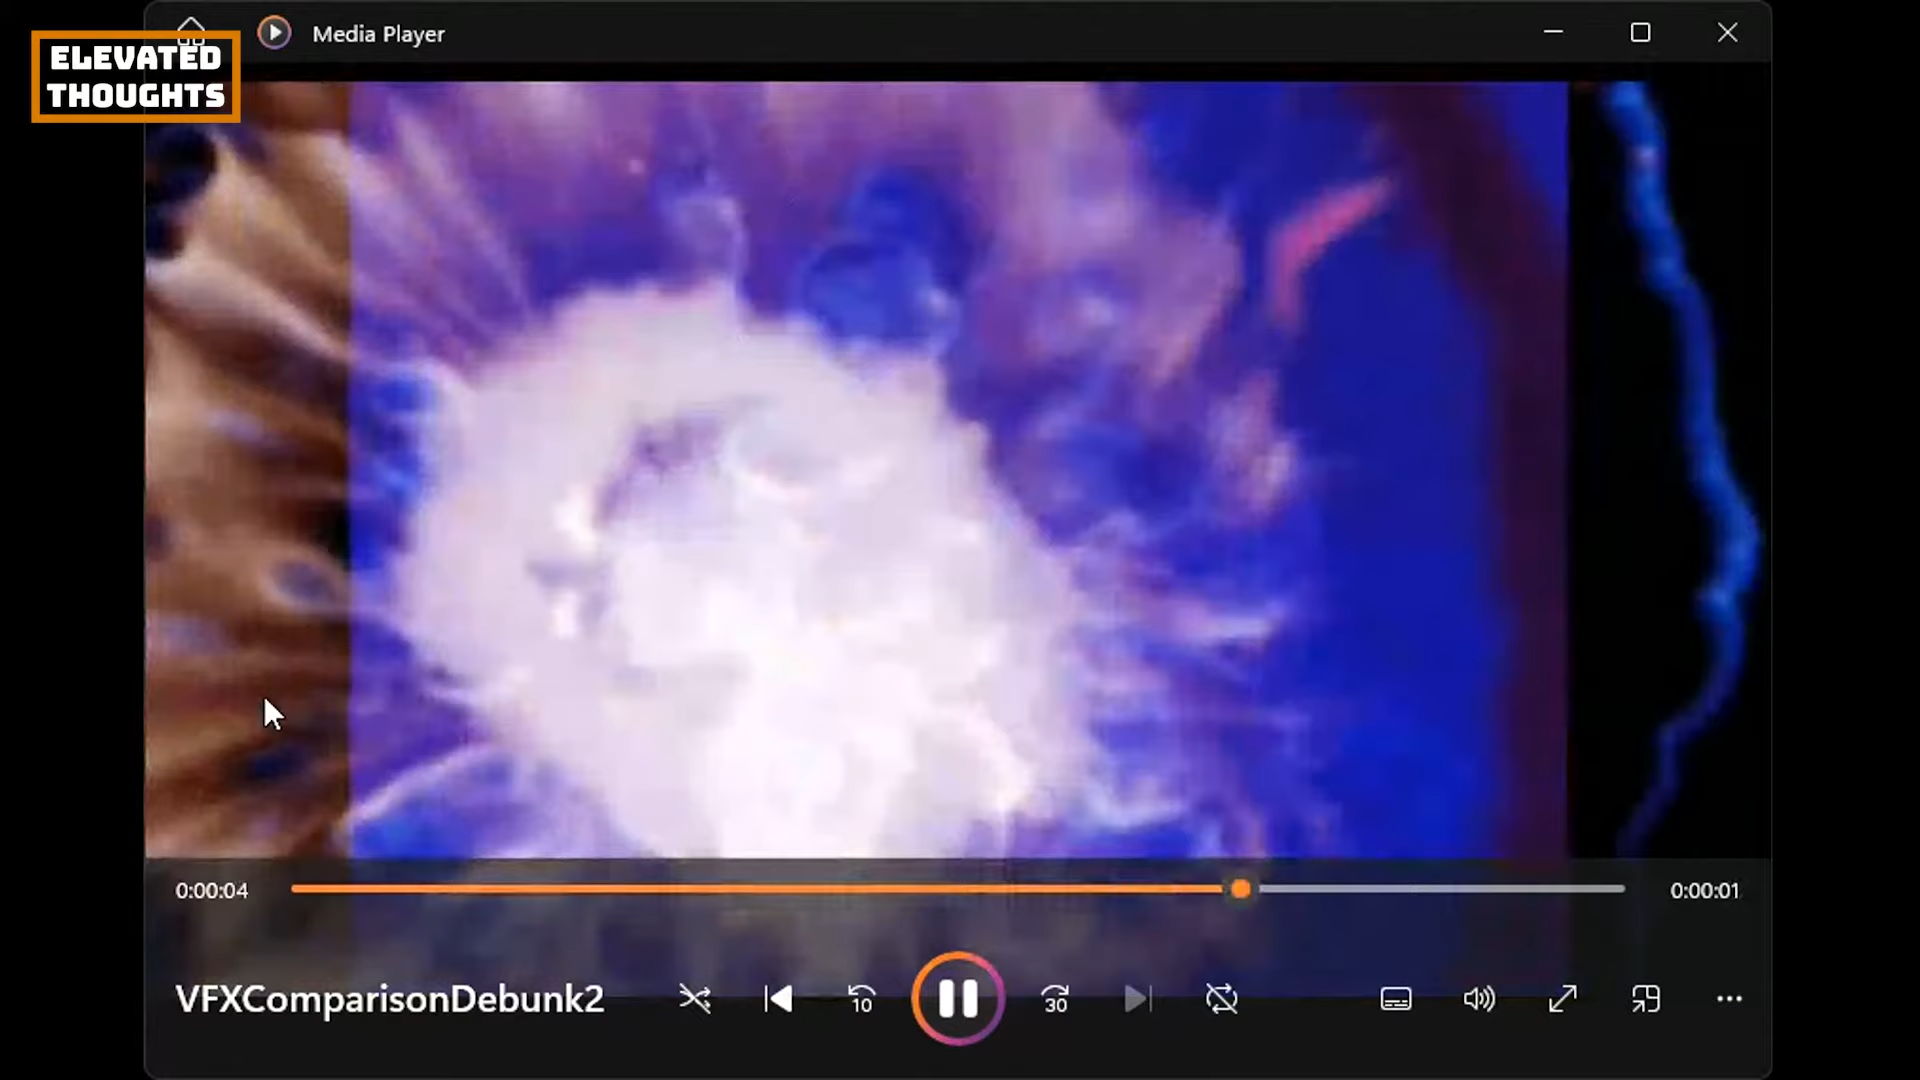 ELEVATED
THOUGHTS
Media Player
0:00:04
0:00:01
VFXComparisonDebunk2
10
30